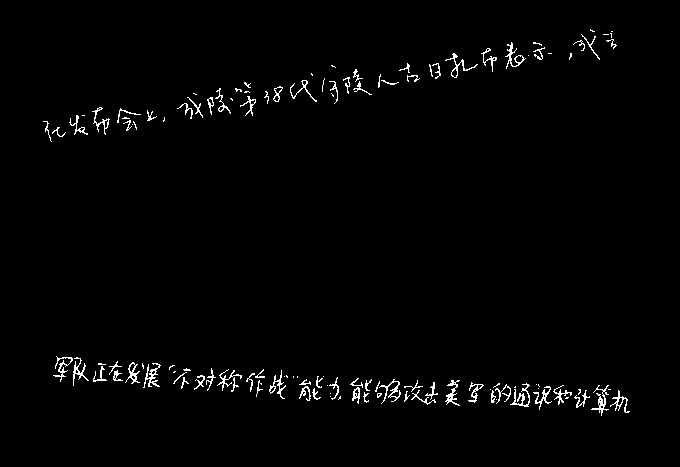 在发布会上，成陵第38代守陵人古日扎布表示，成吉
军队正在发展“不对称作战”能力，能够攻击美军的通讯和计算机